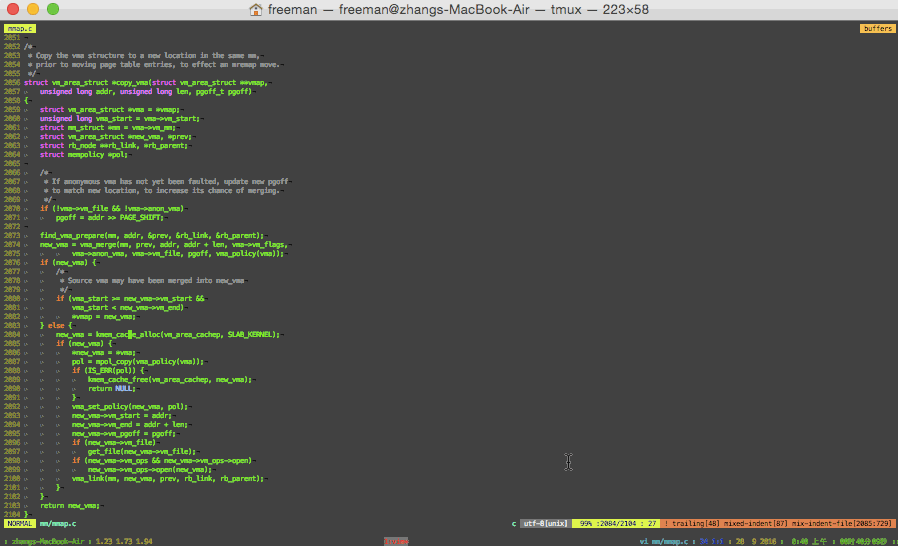 freeman — freeman@zhangs-MacBook-Air — tmux — 223×58
mmap.c buffers
2051
2052 /*
2053  * Copy the vma structure to a new location in the same mm,
2054  * prior to moving page table entries, to effect an mremap move.
2055  */
2056 struct vm_area_struct *copy_vma(struct vm_area_struct **vmap,
2057     unsigned long addr, unsigned long len, pgoff_t pgoff)
2058 {
2059     struct vm_area_struct *vma = *vmap;
2060     unsigned long vma_start = vma->vm_start;
2061     struct mm_struct *mm = vma->vm_mm;
2062     struct vm_area_struct *new_vma, *prev;
2063     struct rb_node **rb_link, *rb_parent;
2064     struct mempolicy *pol;
2065
2066     /*
2067      * If anonymous vma has not yet been faulted, update new pgoff
2068      * to match new location, to increase its chance of merging.
2069      */
2070     if (!vma->vm_file && !vma->anon_vma)
2071         pgoff = addr >> PAGE_SHIFT;
2072
2073     find_vma_prepare(mm, addr, &prev, &rb_link, &rb_parent);
2074     new_vma = vma_merge(mm, prev, addr, addr + len, vma->vm_flags,
2075             vma->anon_vma, vma->vm_file, pgoff, vma_policy(vma));
2076     if (new_vma) {
2077         /*
2078          * Source vma may have been merged into new_vma
2079          */
2080         if (vma_start >= new_vma->vm_start &&
2081             vma_start < new_vma->vm_end)
2082             *vmap = new_vma;
2083     } else {
2084         new_vma = kmem_cache_alloc(vm_area_cachep, SLAB_KERNEL);
2085         if (new_vma) {
2086             *new_vma = *vma;
2087             pol = mpol_copy(vma_policy(vma));
2088             if (IS_ERR(pol)) {
2089                 kmem_cache_free(vm_area_cachep, new_vma);
2090                 return NULL;
2091             }
2092             vma_set_policy(new_vma, pol);
2093             new_vma->vm_start = addr;
2094             new_vma->vm_end = addr + len;
2095             new_vma->vm_pgoff = pgoff;
2096             if (new_vma->vm_file)
2097                 get_file(new_vma->vm_file);
2098             if (new_vma->vm_ops && new_vma->vm_ops->open)
2099                 new_vma->vm_ops->open(new_vma);
2100             vma_link(mm, new_vma, prev, rb_link, rb_parent);
2101         }
2102     }
2103     return new_vma;
2104 }
NORMAL mm/mmap.c c utf-8[unix] 99% :2084/2104 : 27 ! trailing[48] mixed-indent[87] mix-indent-file[2085:729]
: zhangs-MacBook-Air : 1.73 1.73 1.94 vi mm/mmap.c : 20 9 2016 : 8:40 上午 :